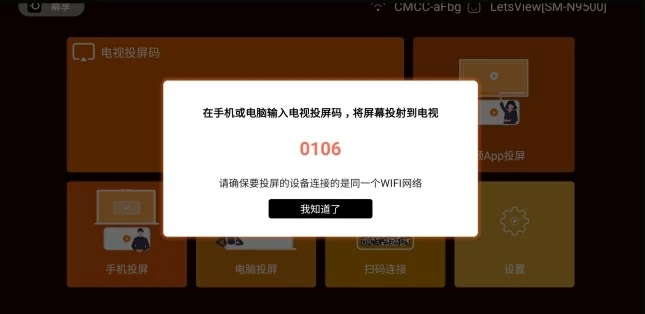 幕享
CMCC-aFbg
LetsView[SM-N9500]
电视投屏码
在手机或电脑输入电视投屏码，将屏幕投射到电视
0106
请确保要投屏的设备连接的是同一个WIFI网络
我知道了
App投屏
手机投屏
电脑投屏
扫码连接
设置